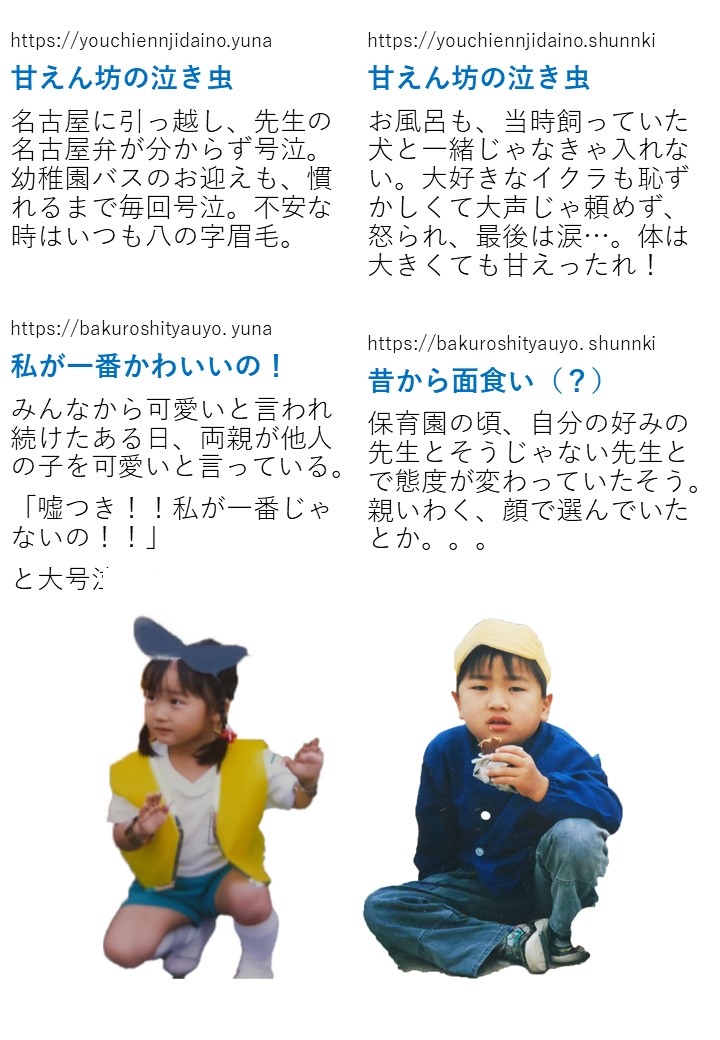 https://youchiennjidaino.yuna
甘えん坊の泣き虫
名古屋に引っ越し、先生の
名古屋弁が分からず号泣。
幼稚園バスのお迎えも、慣
れるまで毎回号泣。不安な
時はいつも八の字眉毛。
https://bakuroshityauyo. yuna
私が一番かわいいの！
みんなから可愛いと言われ
続けたある日、両親が他人
の子を可愛いと言っている。
「嘘つき！！私が一番じゃ
ないの！！」
と大号
https://youchiennjidaino.shunnki
甘えん坊の泣き虫
お風呂も、当時飼っていた
犬と一緒じゃなきゃ入れな
い。大好きなイクラも恥ず
かしくて大声じゃ頼めず、
怒られ、最後は涙…。体は
大きくても甘えったれ！
https://bakuroshityauyo. shunnki
昔から面食い（？）
保育園の頃、自分の好みの
先生とそうじゃない先生と
で態度が変わっていたそう。
親いわく、顔で選んでいた
とか。。。